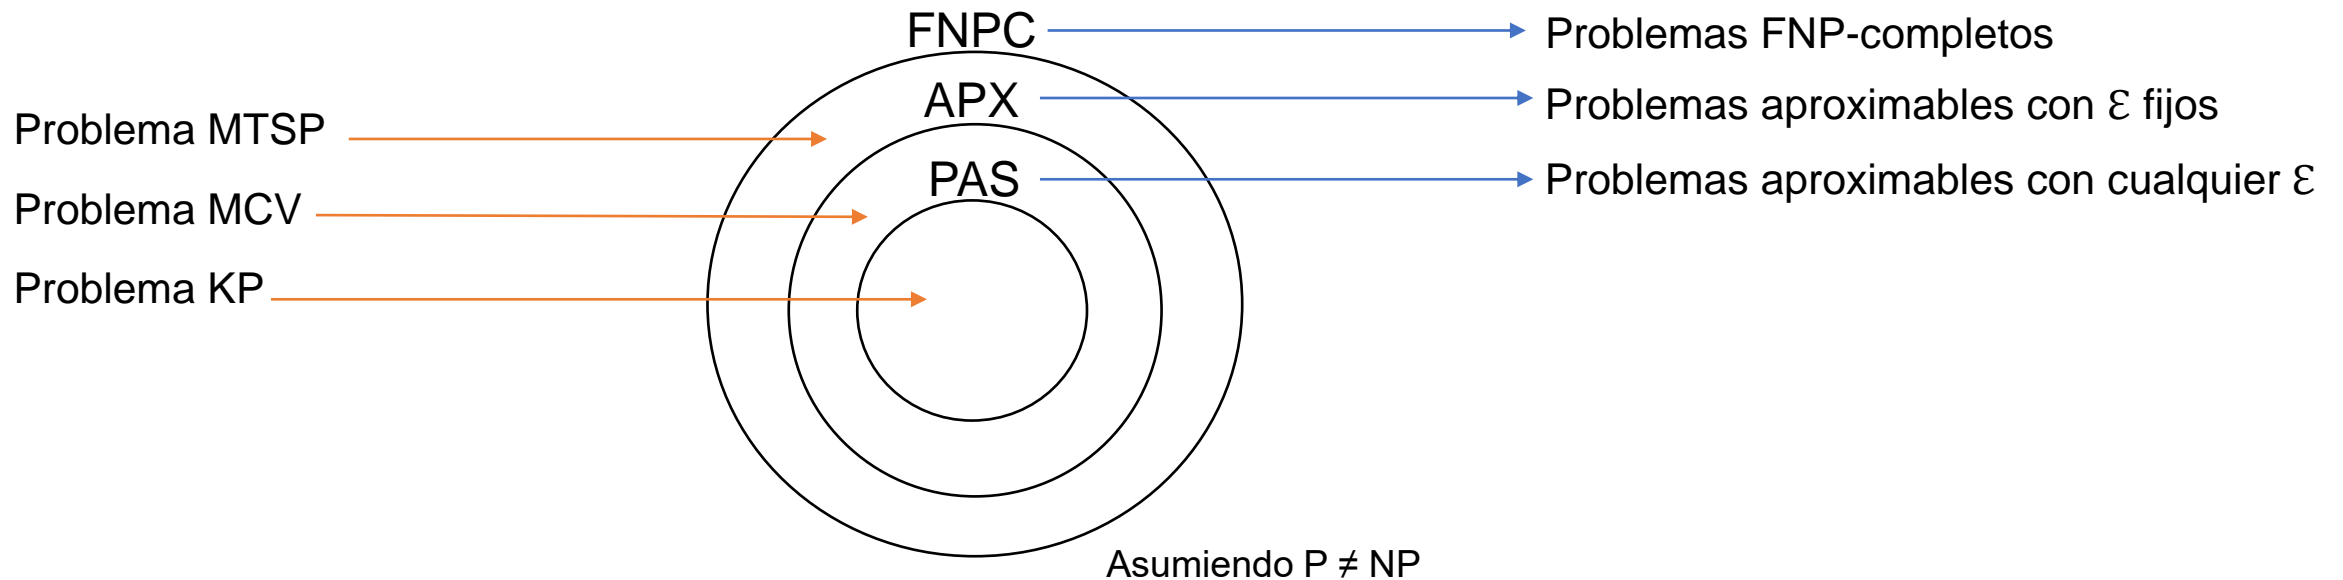 FNPC
Problemas FNP-completos
APX
Problemas aproximables con Ɛ fijos
Problema MTSP
PAS
Problemas aproximables con cualquier Ɛ
Problema MCV
Problema KP
Asumiendo P ≠ NP